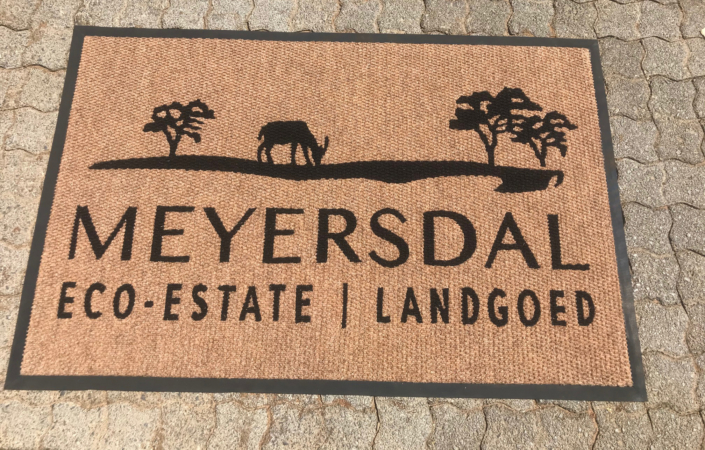 MEYERSDAL
ECO-ESTATE | LANDGOED